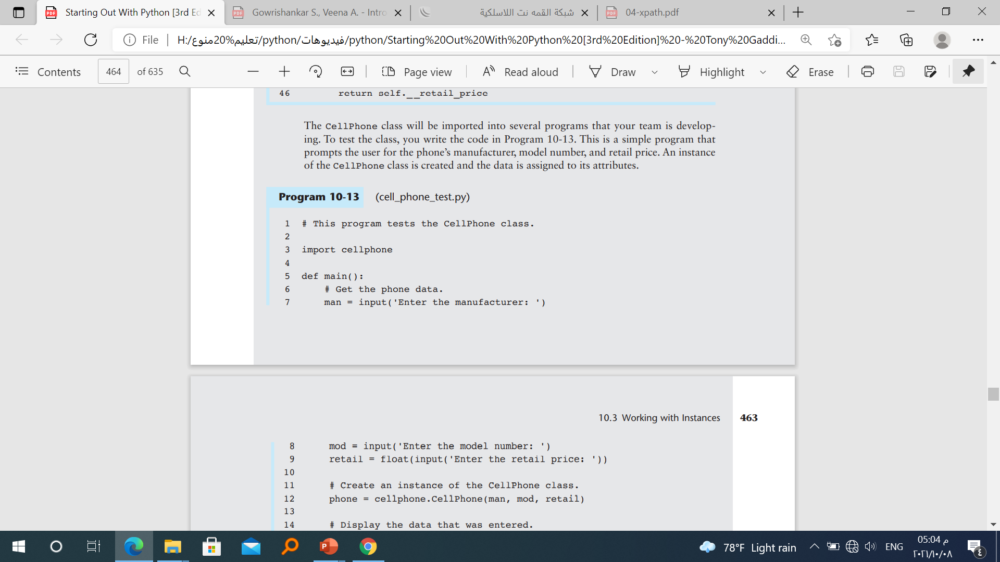 Starting Out With Python [3rd Ed
Gowrishankar S., Veena A. - Intro
شبكة القمه نت اللاسلكية
04-xpath.pdf
File
H:/تعليم%20منوع/python/فيديوهات/python/Starting%20Out%20With%20Python%20[3rd%20Edition]%20-%20Tony%20Gaddi...
Contents
464
of 635
Page view
Read aloud
Draw
Highlight
Erase
46 return self.__retail_price
The CellPhone class will be imported into several programs that your team is develop-
ing. To test the class, you write the code in Program 10-13. This is a simple program that
prompts the user for the phone's manufacturer, model number, and retail price. An instance
of the CellPhone class is created and the data is assigned to its attributes.
Program 10-13 (cell_phone_test.py)
1 # This program tests the CellPhone class.
2
3 import cellphone
4
5 def main():
6 # Get the phone data.
7 man = input('Enter the manufacturer: ')
10.3 Working with Instances 463
8 mod = input('Enter the model number: ')
9 retail = float(input('Enter the retail price: '))
10
11 # Create an instance of the CellPhone class.
12 phone = cellphone.CellPhone(man, mod, retail)
13
14 # Display the data that was entered.
78°F Light rain
ENG
05:04 م
٢٠٢١/١٠/٠٨
٤